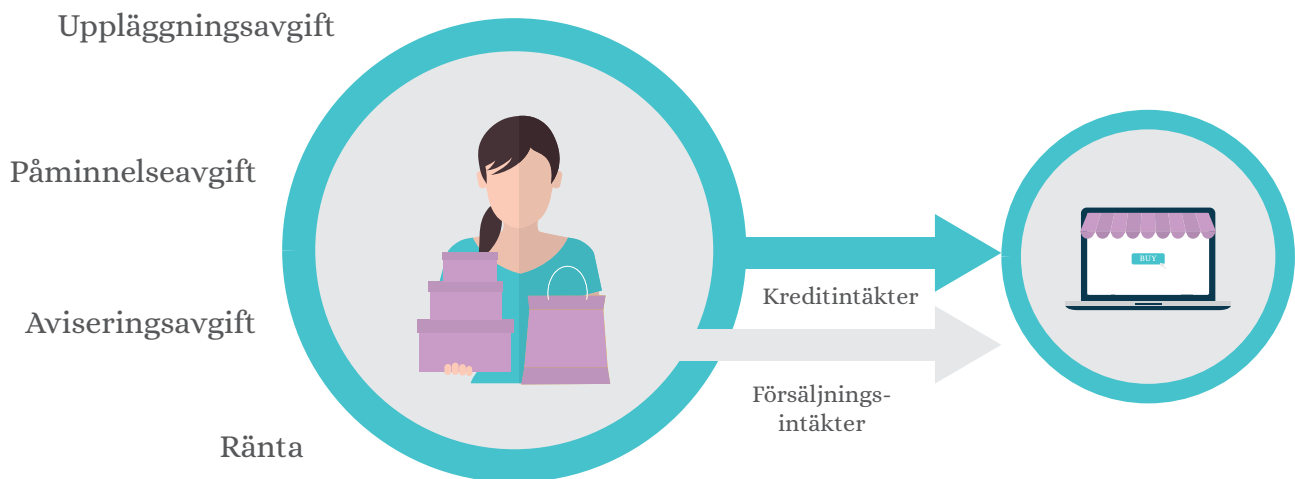 Uppläggningsavgift
Påminnelseavgift
Aviseringsavgift
Ränta
Kreditintäkter
Försäljnings-
intäkter
BUY